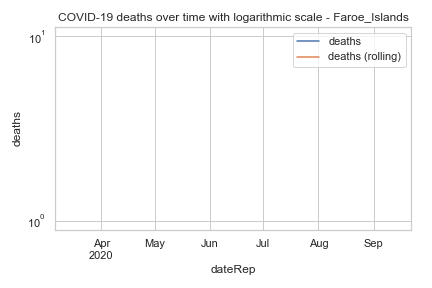 COVID-19 deaths over time with logarithmic scale - Faroe_Islands
10¹
deaths
deaths (rolling)
deaths
10⁰
Apr May Jun Jul Aug Sep
2020
dateRep